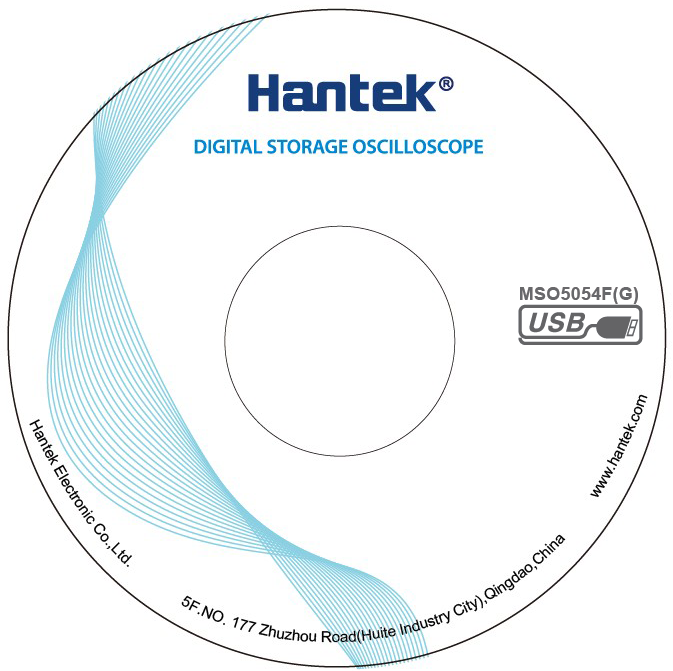 Hantek®
DIGITAL STORAGE OSCILLOSCOPE
MSO5054F(G)
USB
www.hantek.com
Hantek Electronic Co.,Ltd.
5F.NO. 177 Zhuzhou Road(Huite Industry City),Qingdao,China